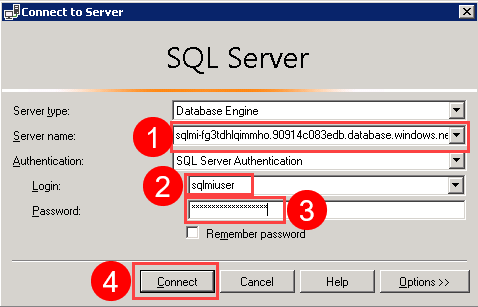 Connect to Server
SQL Server
Server type: Database Engine
1
Server name: sqlmi-fg3tdhlqimmho.90914c083edb.database.windows.ne
Authentication: SQL Server Authentication
2
Login: sqlmiuser
Password: xxxxxxxxxxxxxxxxxxx
3
Remember password
4
Connect Cancel Help Options >>